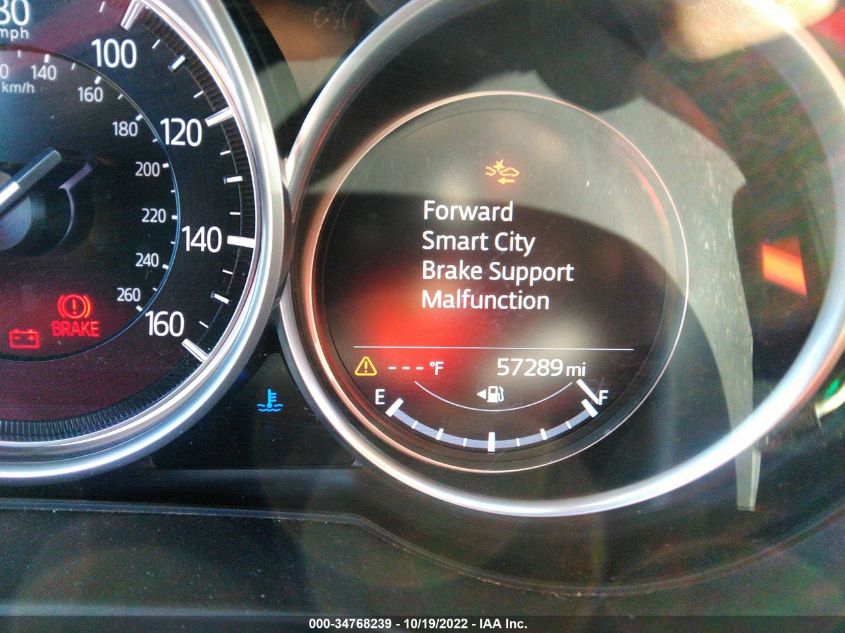 80
mph
100
120
140
160
140
km/h
160
180
200
220
240
260
BRAKE
Forward
Smart City
Brake Support
Malfunction
- - - °F
57289 mi
E
F
000-34768239 - 10/19/2022 - IAA Inc.